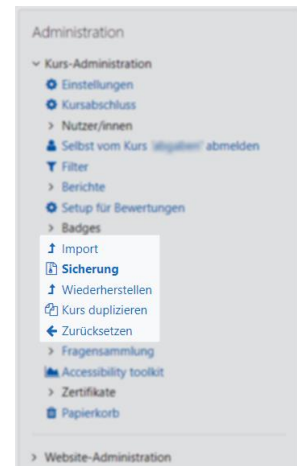 Administration
Kurs-Administration
Einstellungen
Kursabschluss
Nutzer/innen
Selbst vom Kurs abmelden
Filter
Berichte
Setup für Bewertungen
Badges
Import
Sicherung
Wiederherstellen
Kurs duplizieren
Zurücksetzen
Fragensammlung
Accessibility toolkit
Zertifikate
Papierkorb
Website-Administration